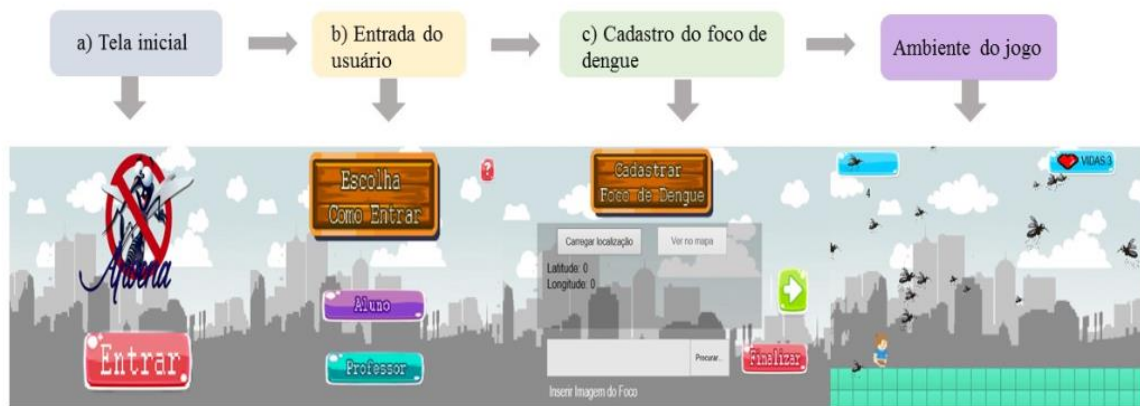 a) Tela inicial
b) Entrada do
usuário
c) Cadastro do foco de
dengue
Ambiente do jogo
Entrar
Escolha
Como Entrar
?
Aluno
Professor
Cadastrar
Foco de Dengue
Carregar localização
Ver no mapa
Latitude: 0
Longitude: 0
Procurar...
Finalizar
Inserir Imagem do Foco
4
VIDAS:3